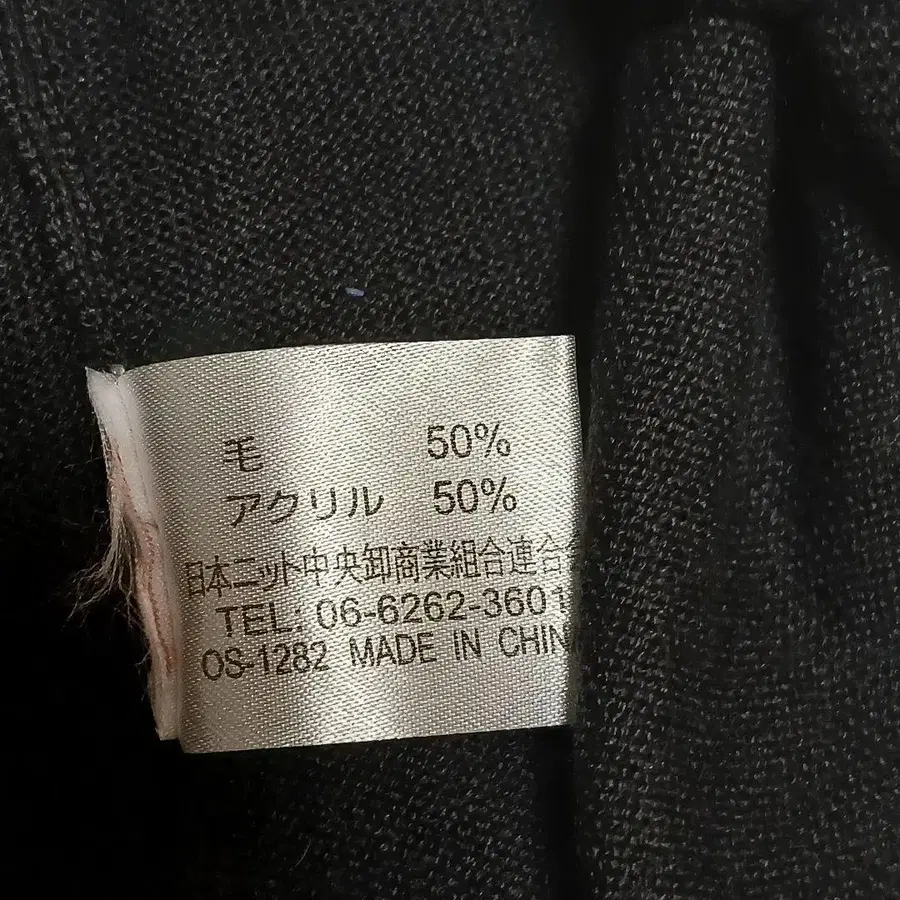 毛 50%
アクリル 50%
日本ニット中央卸商業組合連合
TEL: 06-6262-3601
OS-1282 MADE IN CHIN